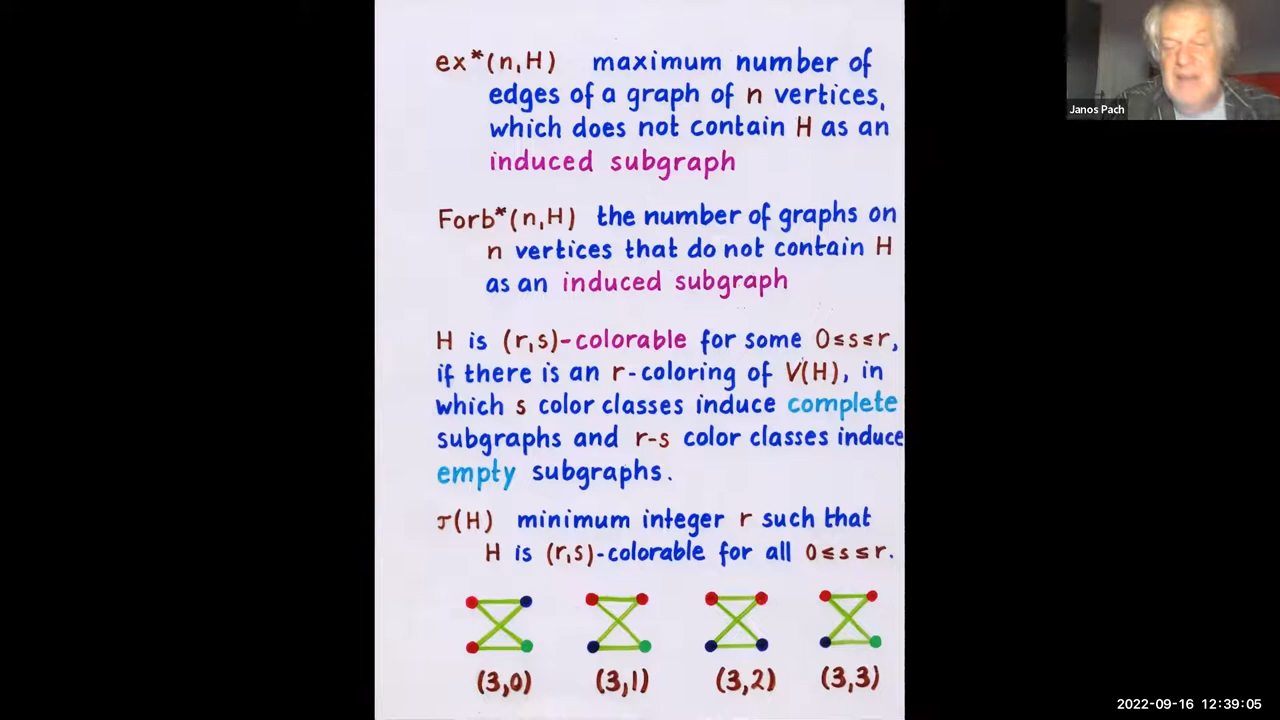 ex*(n,H) maximum number of
edges of a graph of n vertices,
which does not contain H as an
induced subgraph
Forb*(n,H) the number of graphs on
n vertices that do not contain H
as an induced subgraph
H is (r,s)-colorable for some 0≤s≤r,
if there is an r-coloring of V(H), in
which s color classes induce complete
subgraphs and r-s color classes induce
empty subgraphs.
τ(H) minimum integer r such that
H is (r,s)-colorable for all 0≤s≤r.
(3,0) (3,1) (3,2) (3,3)
Janos Pach
2022-09-16 12:39:05